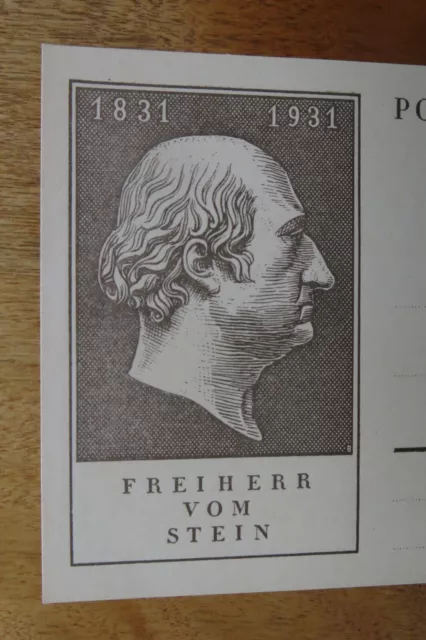 1831 1931
PO
FREIHERR
VOM
STEIN